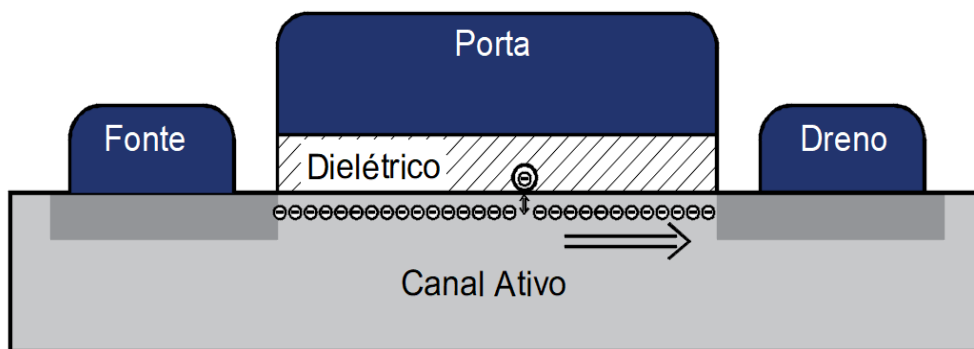 Porta
Fonte
Dreno
Dielétrico
Canal Ativo